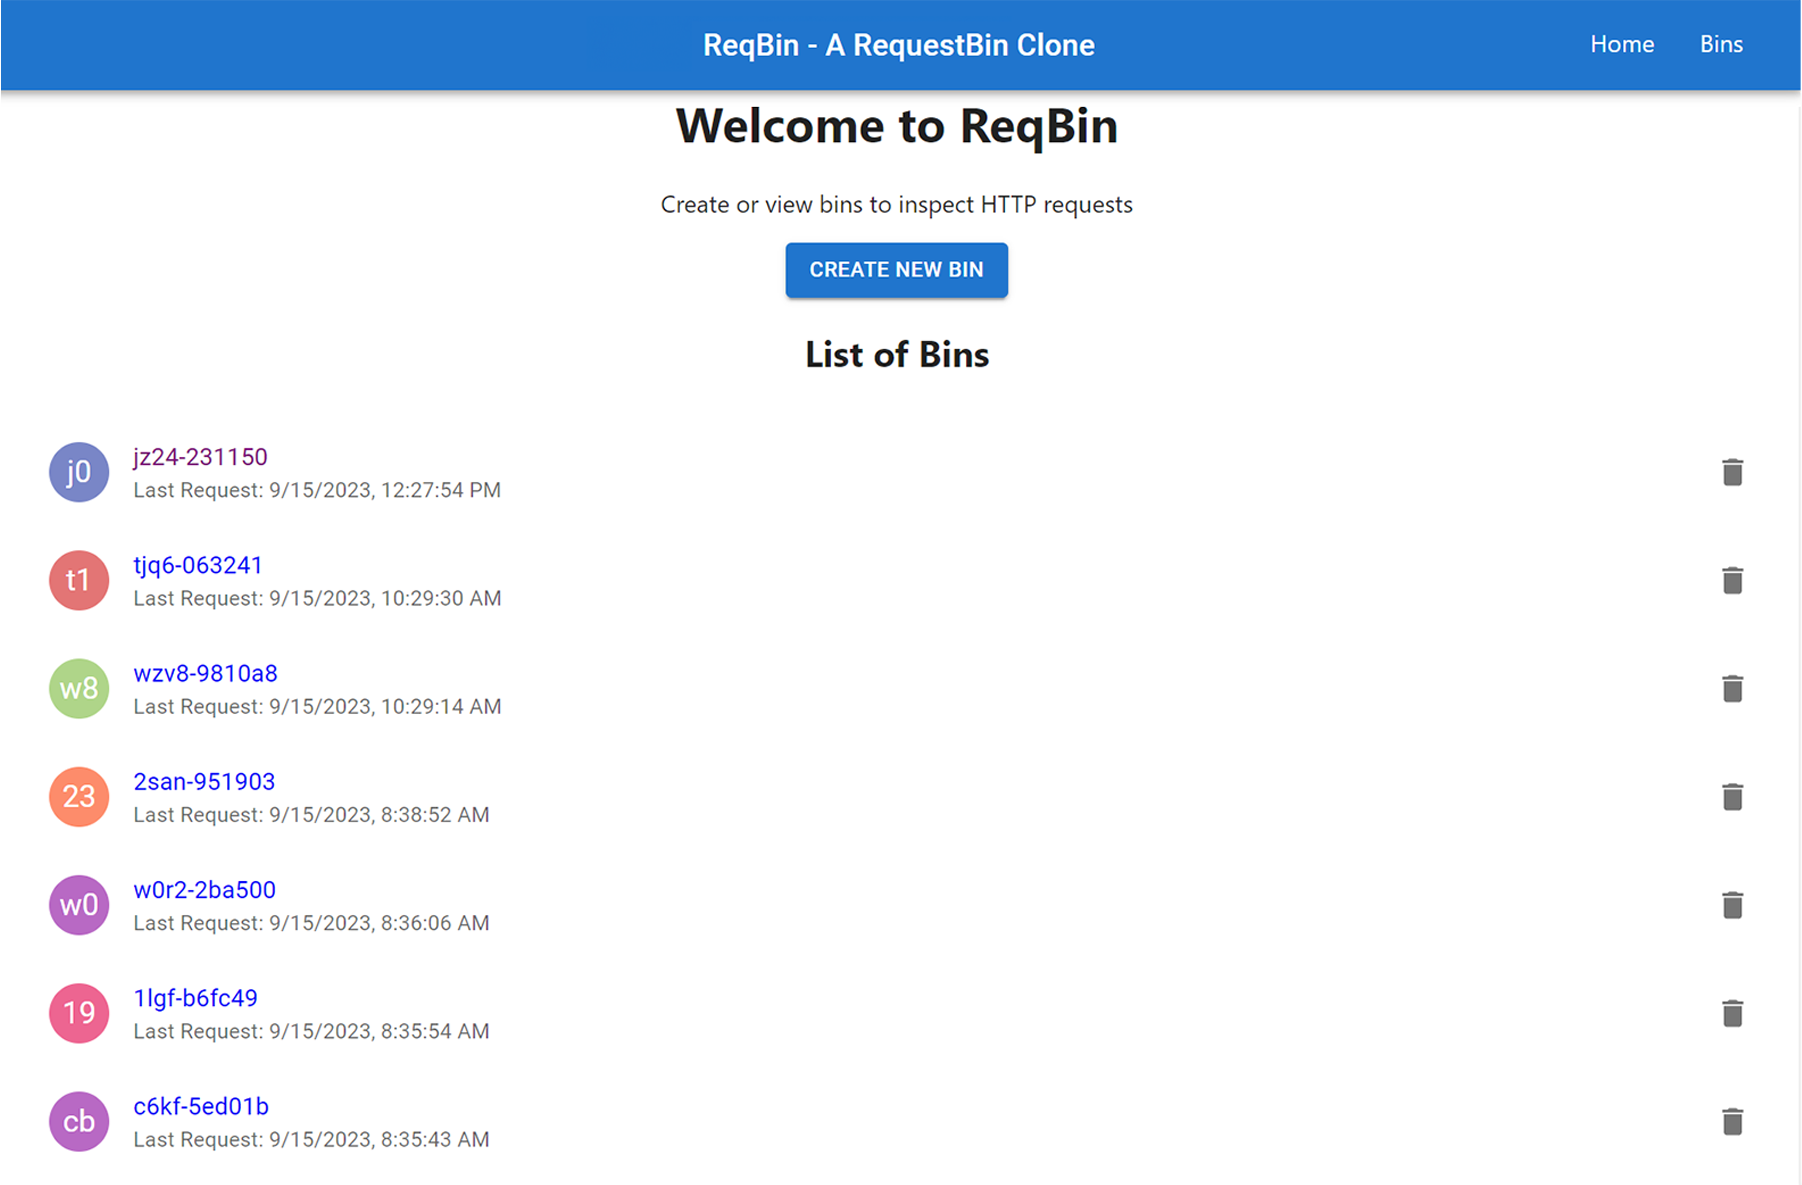 ReqBin - A RequestBin Clone
Home
Bins
Welcome to ReqBin
Create or view bins to inspect HTTP requests
CREATE NEW BIN
List of Bins
j0
jz24-231150
Last Request: 9/15/2023, 12:27:54 PM
t1
tjq6-063241
Last Request: 9/15/2023, 10:29:30 AM
w8
wzv8-9810a8
Last Request: 9/15/2023, 10:29:14 AM
23
2san-951903
Last Request: 9/15/2023, 8:38:52 AM
w0
w0r2-2ba500
Last Request: 9/15/2023, 8:36:06 AM
19
1lgf-b6fc49
Last Request: 9/15/2023, 8:35:54 AM
cb
c6kf-5ed01b
Last Request: 9/15/2023, 8:35:43 AM